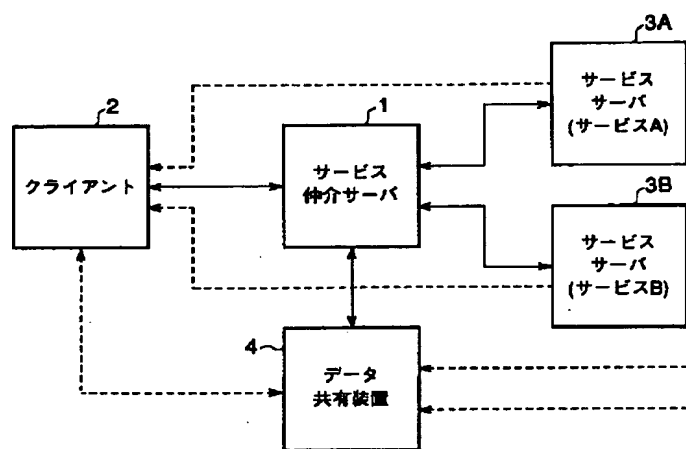 3A
サービス
サーバ
(サービスA)
2
クライアント
1
サービス
仲介サーバ
3B
サービス
サーバ
(サービスB)
4
データ
共有装置